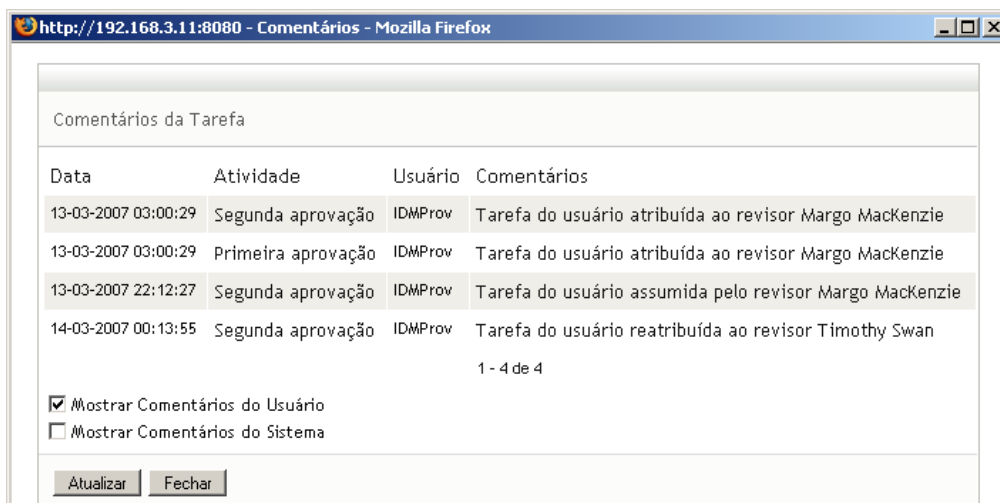 http://192.168.3.11:8080 - Comentários - Mozilla Firefox
Comentários da Tarefa
Data Atividade Usuário Comentários
13-03-2007 03:00:29 Segunda aprovação IDMProv Tarefa do usuário atribuída ao revisor Margo MacKenzie
13-03-2007 03:00:29 Primeira aprovação IDMProv Tarefa do usuário atribuída ao revisor Margo MacKenzie
13-03-2007 22:12:27 Segunda aprovação IDMProv Tarefa do usuário assumida pelo revisor Margo MacKenzie
14-03-2007 00:13:55 Segunda aprovação IDMProv Tarefa do usuário reatribuída ao revisor Timothy Swan
1 - 4 de 4
Mostrar Comentários do Usuário
Mostrar Comentários do Sistema
Atualizar Fechar